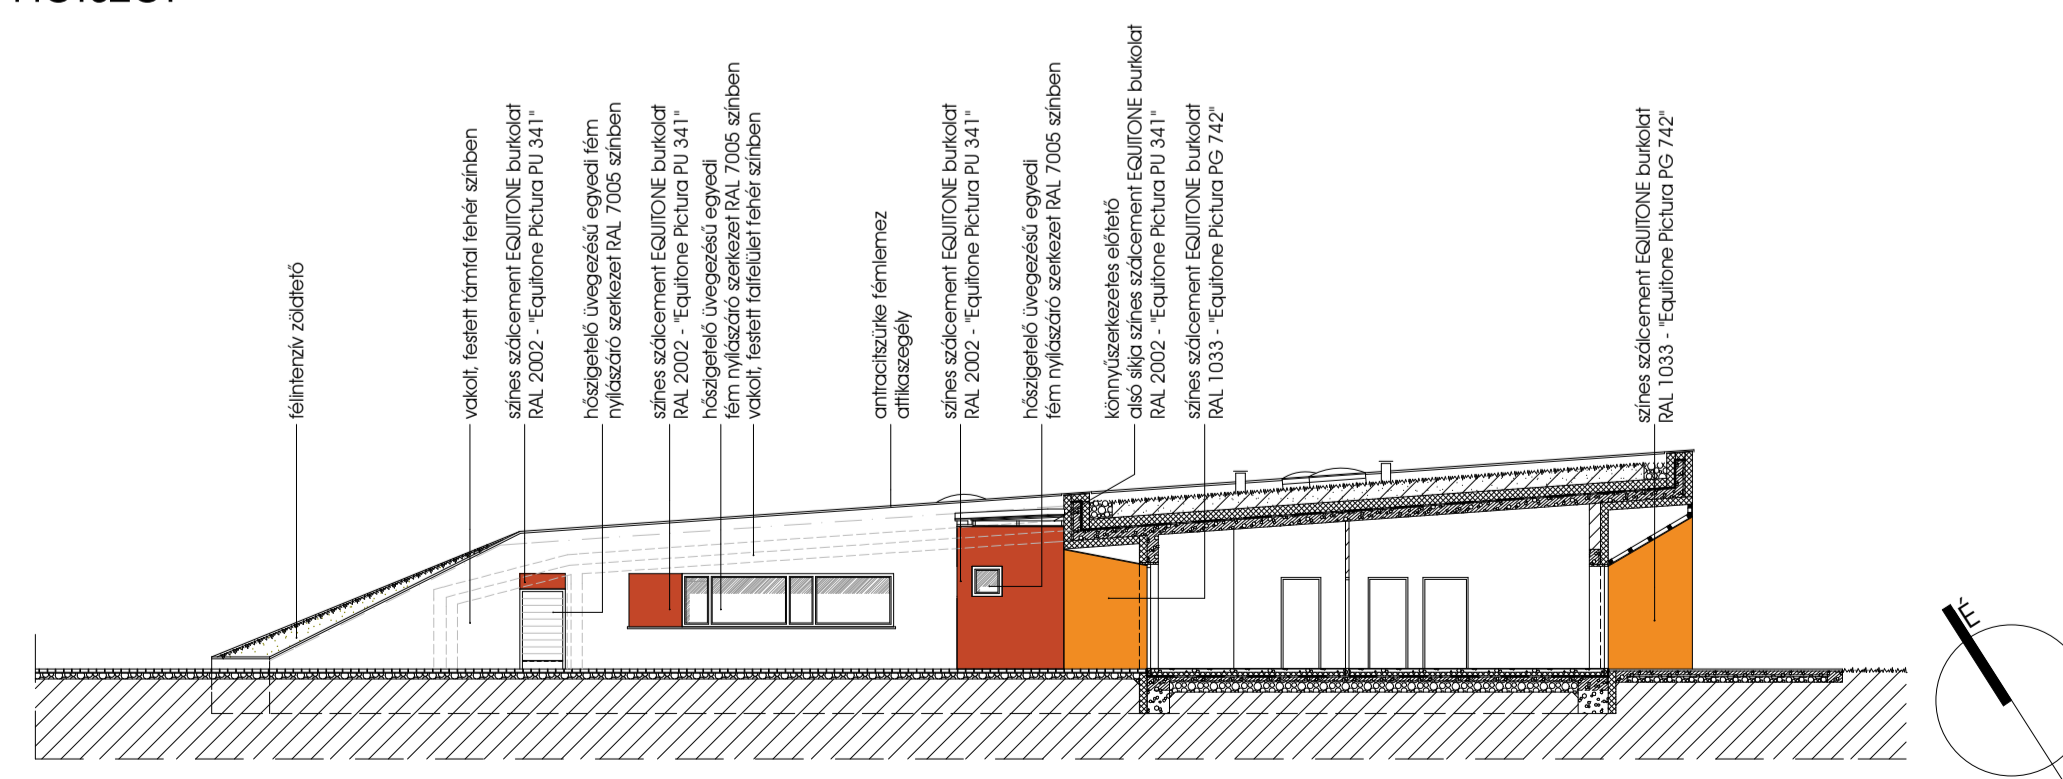 félintenzív zöldtető
vakolt, festett támfal fehér színben
színes szálcement EQUITONE burkolat
RAL 2002 - "Equitone Pictura PU 341"
hőszigetelő üvegezésű egyedi fém
nyílászáró szerkezet RAL 7005 színben
színes szálcement EQUITONE burkolat
RAL 2002 - "Equitone Pictura PU 341"
hőszigetelő üvegezésű egyedi
fém nyílászáró szerkezet RAL 7005 színben
vakolt, festett falfelület fehér színben
antracitszürke fémlemez
attikaszegély
színes szálcement EQUITONE burkolat
RAL 2002 - "Equitone Pictura PU 341"
hőszigetelő üvegezésű egyedi
fém nyílászáró szerkezet RAL 7005 színben
könnyűszerkezetes előtető
alsó síkja színes szálcement EQUITONE burkolat
RAL 2002 - "Equitone Pictura PU 341"
színes szálcement EQUITONE burkolat
RAL 1033 - "Equitone Pictura PG 742"
színes szálcement EQUITONE burkolat
RAL 1033 - "Equitone Pictura PG 742"
É